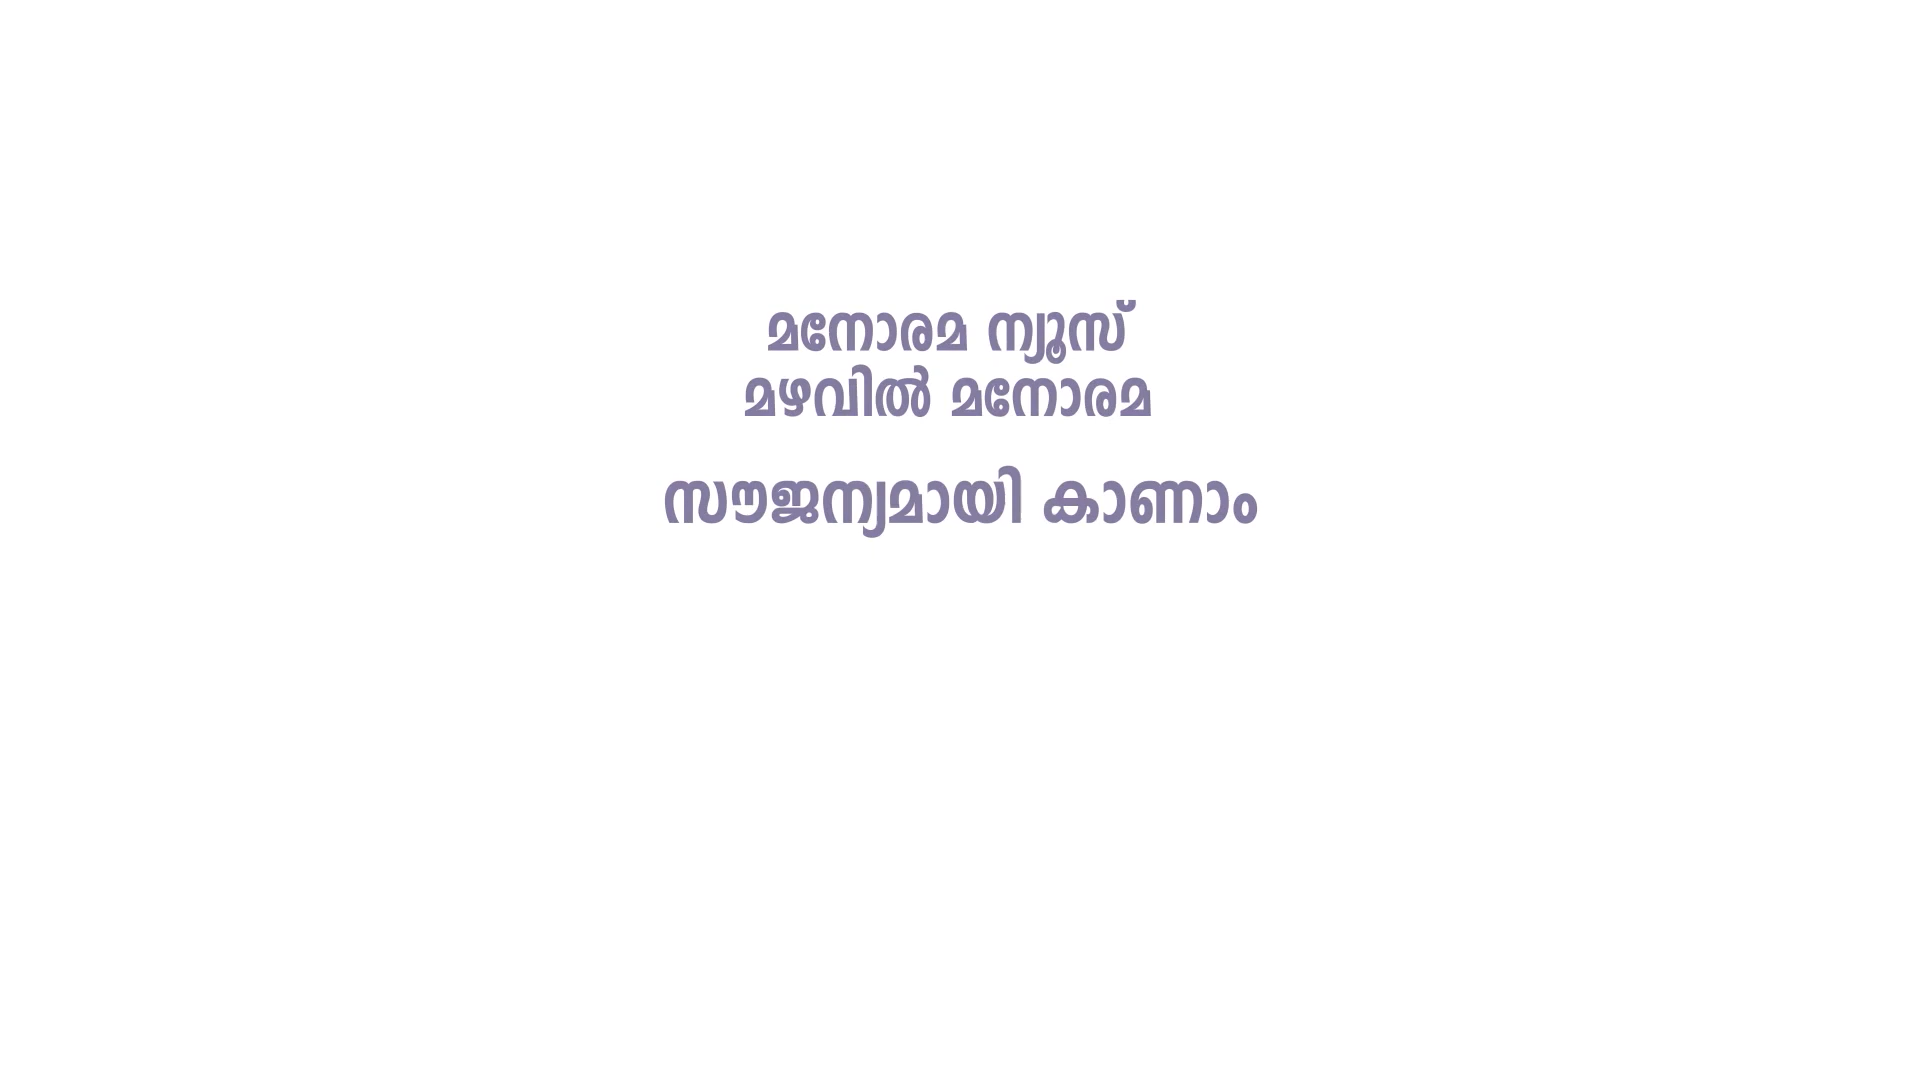 മനോരമ ന്യൂസ്
മഴവിൽ മനോരമ
സൗജന്യമായി കാണാം